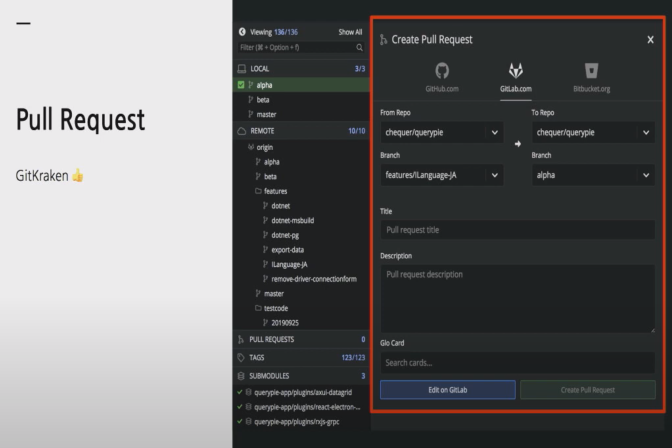 Pull Request
GitKraken 👍
Viewing 136/136 Show All
Filter (⌘ + Option + f)
LOCAL 3/3
alpha
beta
master
REMOTE 10/10
origin
alpha
beta
features
dotnet
dotnet-msbuild
dotnet-pg
export-data
ILanguage-JA
remove-driver-connectionform
master
testcode
20190925
PULL REQUESTS 0
TAGS 123/123
SUBMODULES 3
querypie-app/plugins/axui-datagrid
querypie-app/plugins/react-electron-...
querypie-app/plugins/rxjs-grpc
Create Pull Request X
GitHub.com GitLab.com Bitbucket.org
From Repo To Repo
chequer/querypie chequer/querypie
Branch Branch
features/ILanguage-JA alpha
Title
Pull request title
Description
Pull request description
Glo Card
Search cards...
Edit on GitLab Create Pull Request